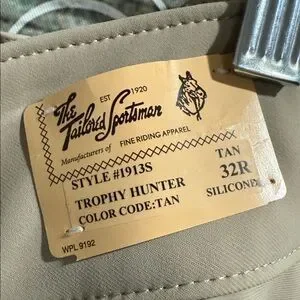 EST 1920
The
Tailored Sportsman
Manufacturers of FINE RIDING APPAREL
STYLE #1913S TAN
TROPHY HUNTER 32R
COLOR CODE:TAN SILICONE
WPL 9192